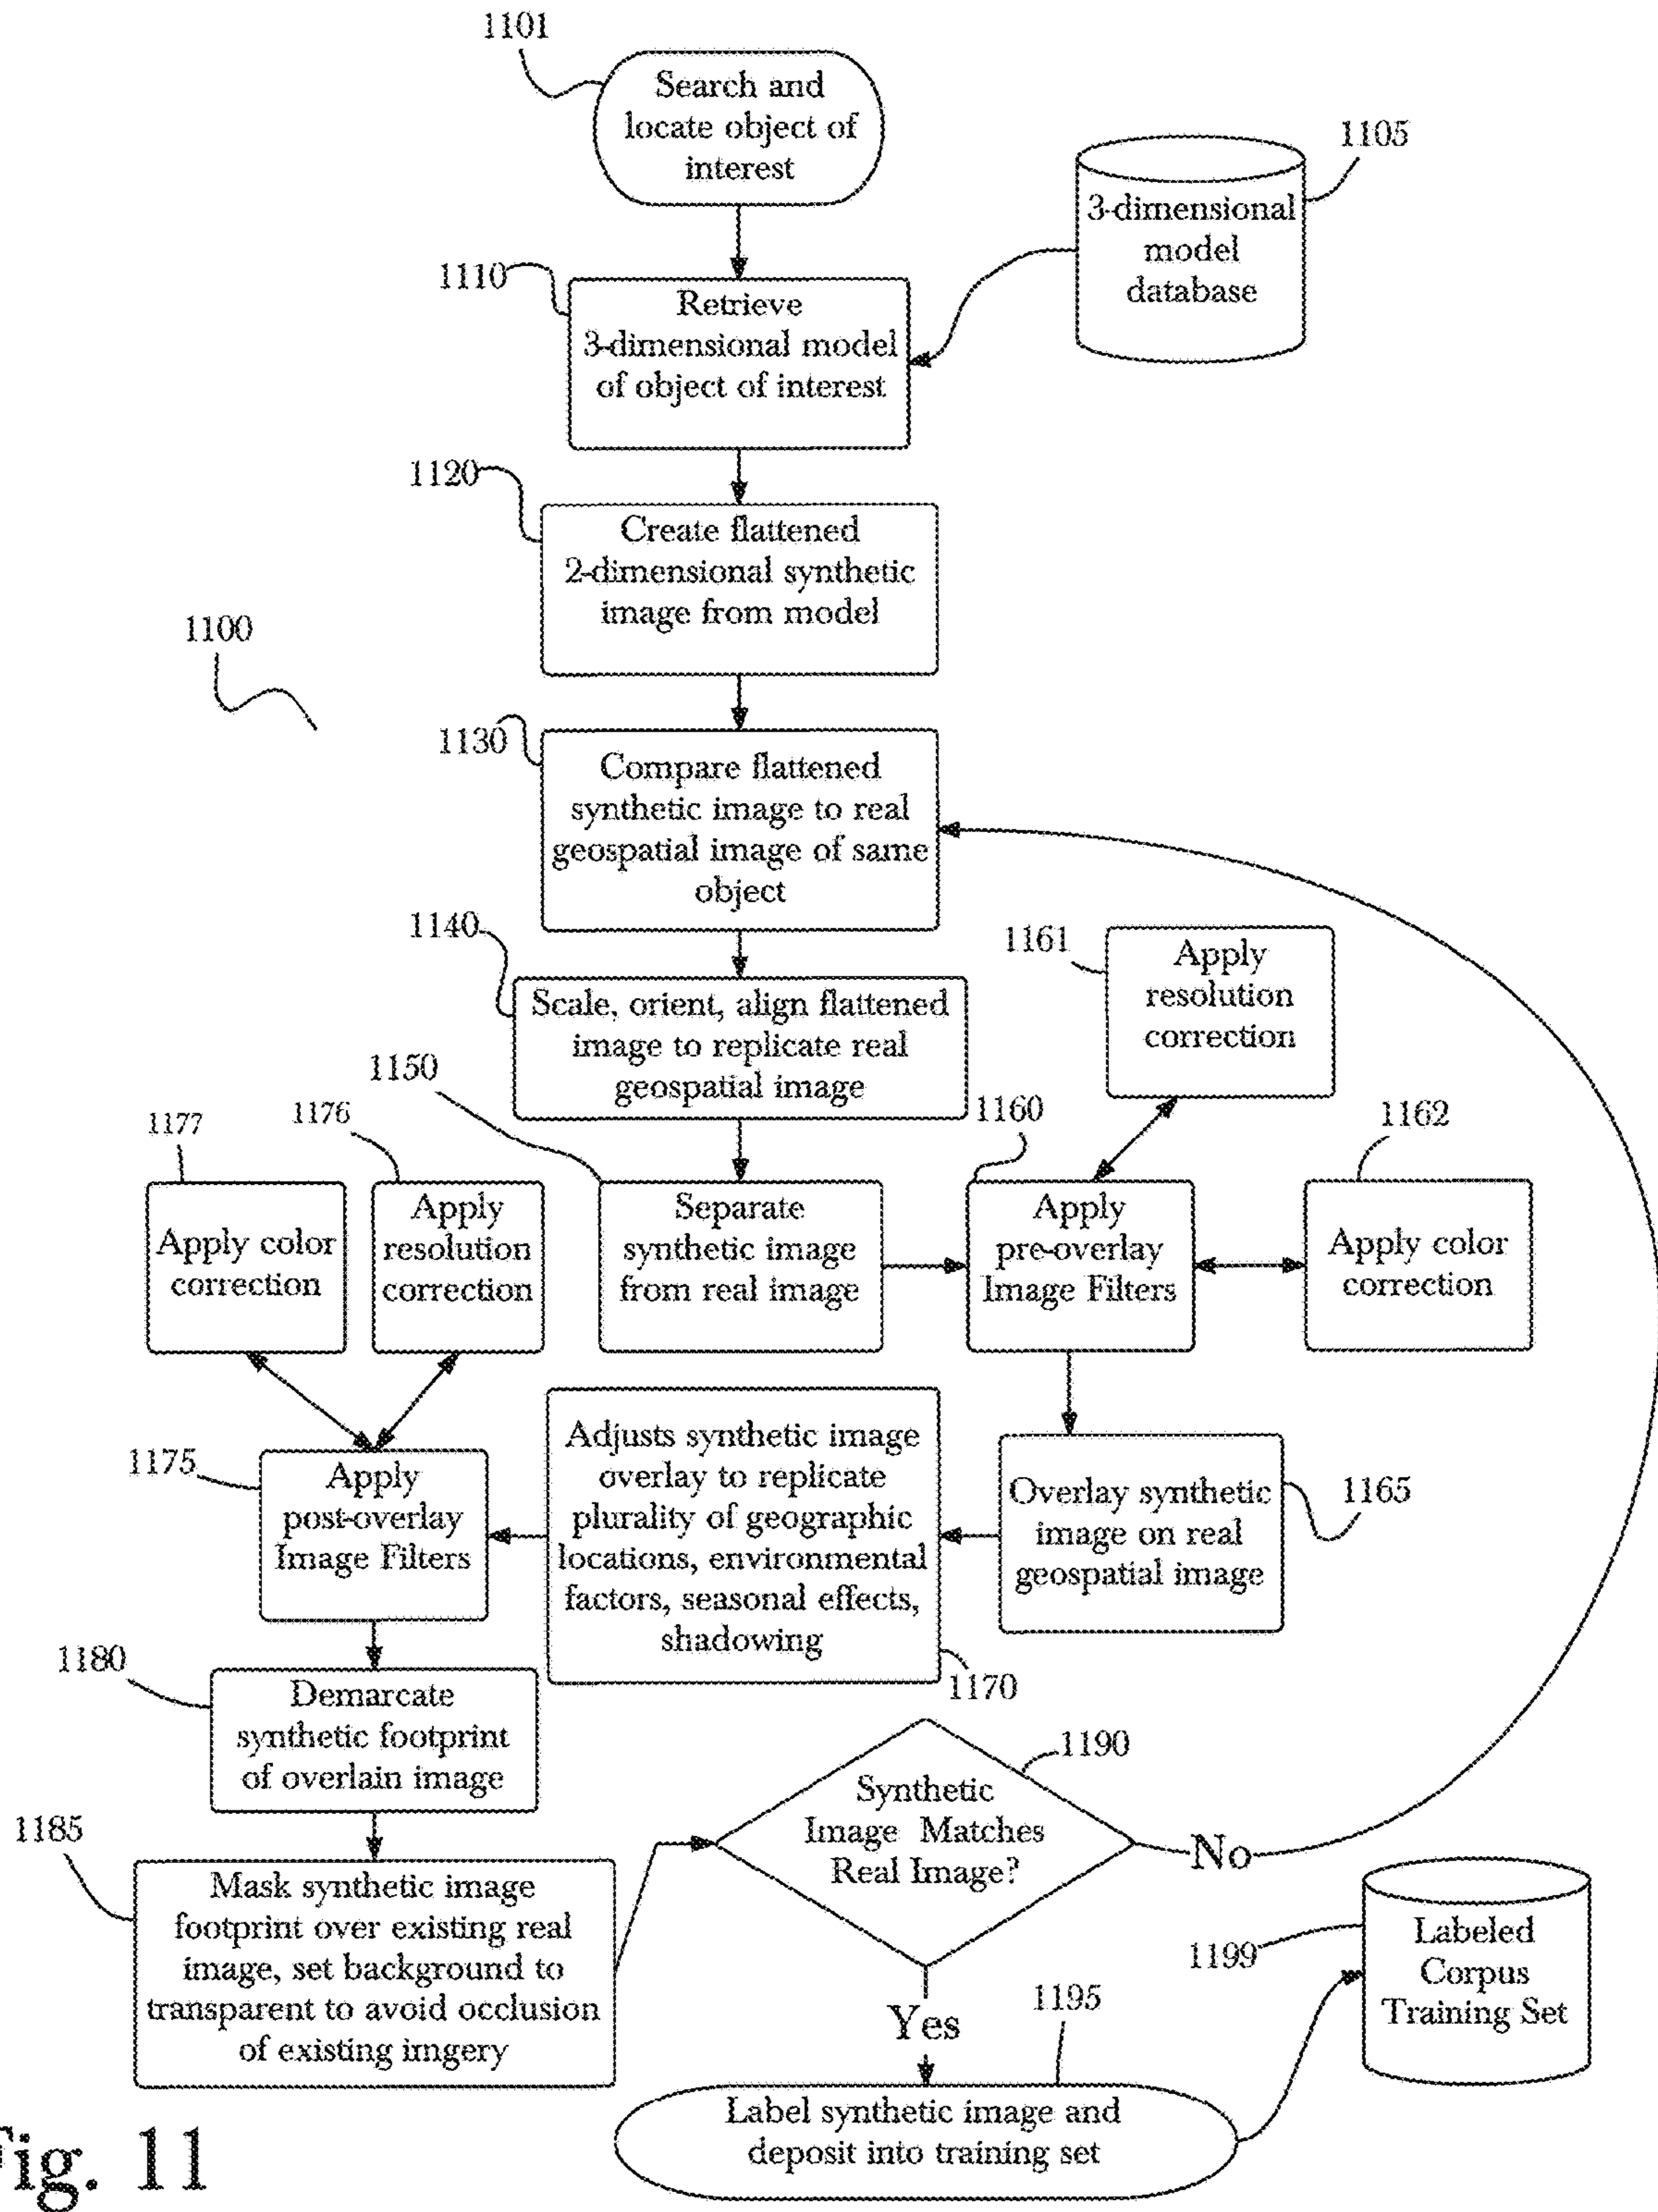 1101
Search and
locate object of
interest
1105
3-dimensional
model
database
1110
Retrieve
3-dimensional model
of object of interest
1120
Create flattened
2-dimensional synthetic
image from model
1100
1130
Compare flattened
synthetic image to real
geospatial image of same
object
1140
Scale, orient, align flattened
image to replicate real
geospatial image
1161
Apply
resolution
correction
1150
1160
1162
1177
1176
Apply color
correction
Apply
resolution
correction
Separate
synthetic image
from real image
Apply
pre-overlay
Image Filters
Apply color
correction
1175
Apply
post-overlay
Image Filters
Adjusts synthetic image
overlay to replicate
plurality of geographic
locations, environmental
factors, seasonal effects,
shadowing
1170
Overlay synthetic
image on real
geospatial image
1165
1180
Demarcate
synthetic footprint
of overlain image
1185
Mask synthetic image
footprint over existing real
image, set background to
transparent to avoid occlusion
of existing imgery
1190
Synthetic
Image Matches
Real Image?
No
Yes
1195
Label synthetic image and
deposit into training set
1199
Labeled
Corpus
Training Set
Fig. 11